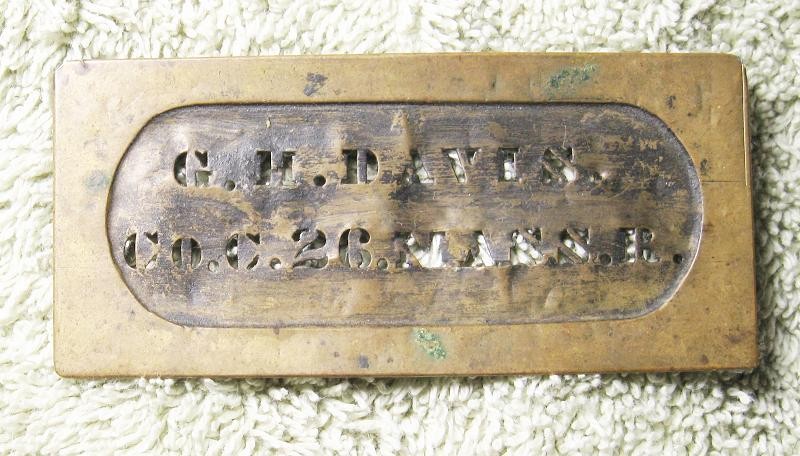 G. H. DAVIS.
Co. C. 26. MASS. R.